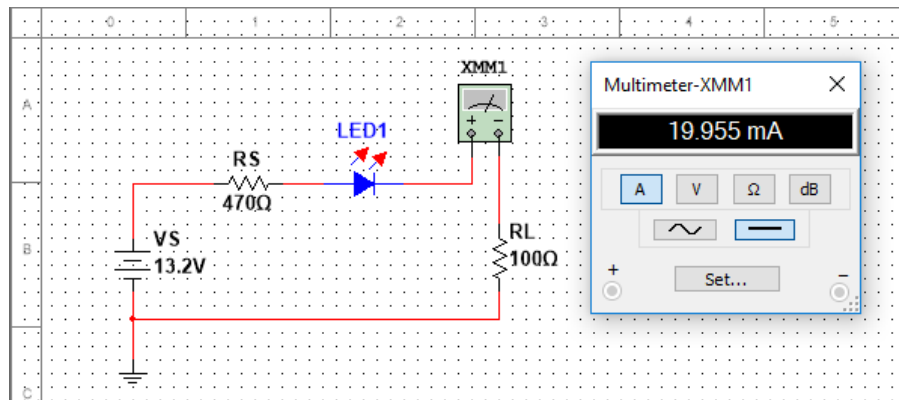 0 1 2 3 4 5
A
B
C
XMM1
+ −
LED1
RS
470Ω
VS
13.2V
RL
100Ω
Multimeter-XMM1
19.955 mA
A V Ω dB
+ Set... −